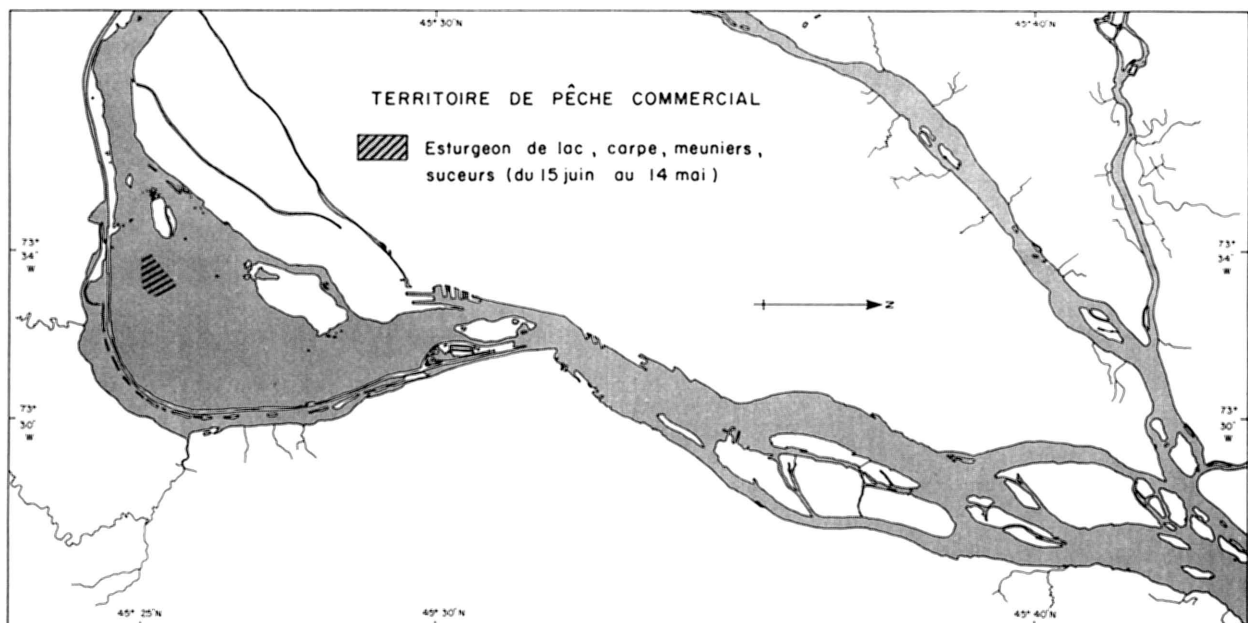 45° 30' N
45° 40' N
TERRITOIRE DE PÊCHE COMMERCIAL
Esturgeon de lac, carpe, meuniers,
suceurs (du 15 juin au 14 mai)
73°
34'
W
73°
34'
W
N
73°
30'
W
73°
30'
W
45° 25' N
45° 30' N
45° 40' N